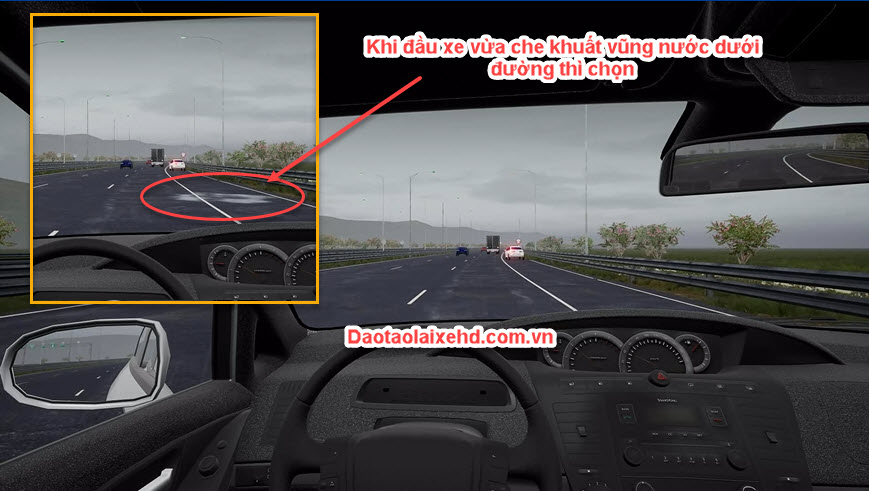 Khi đầu xe vừa che khuất vũng nước dưới
đường thì chọn
Daotaolaixehd.com.vn